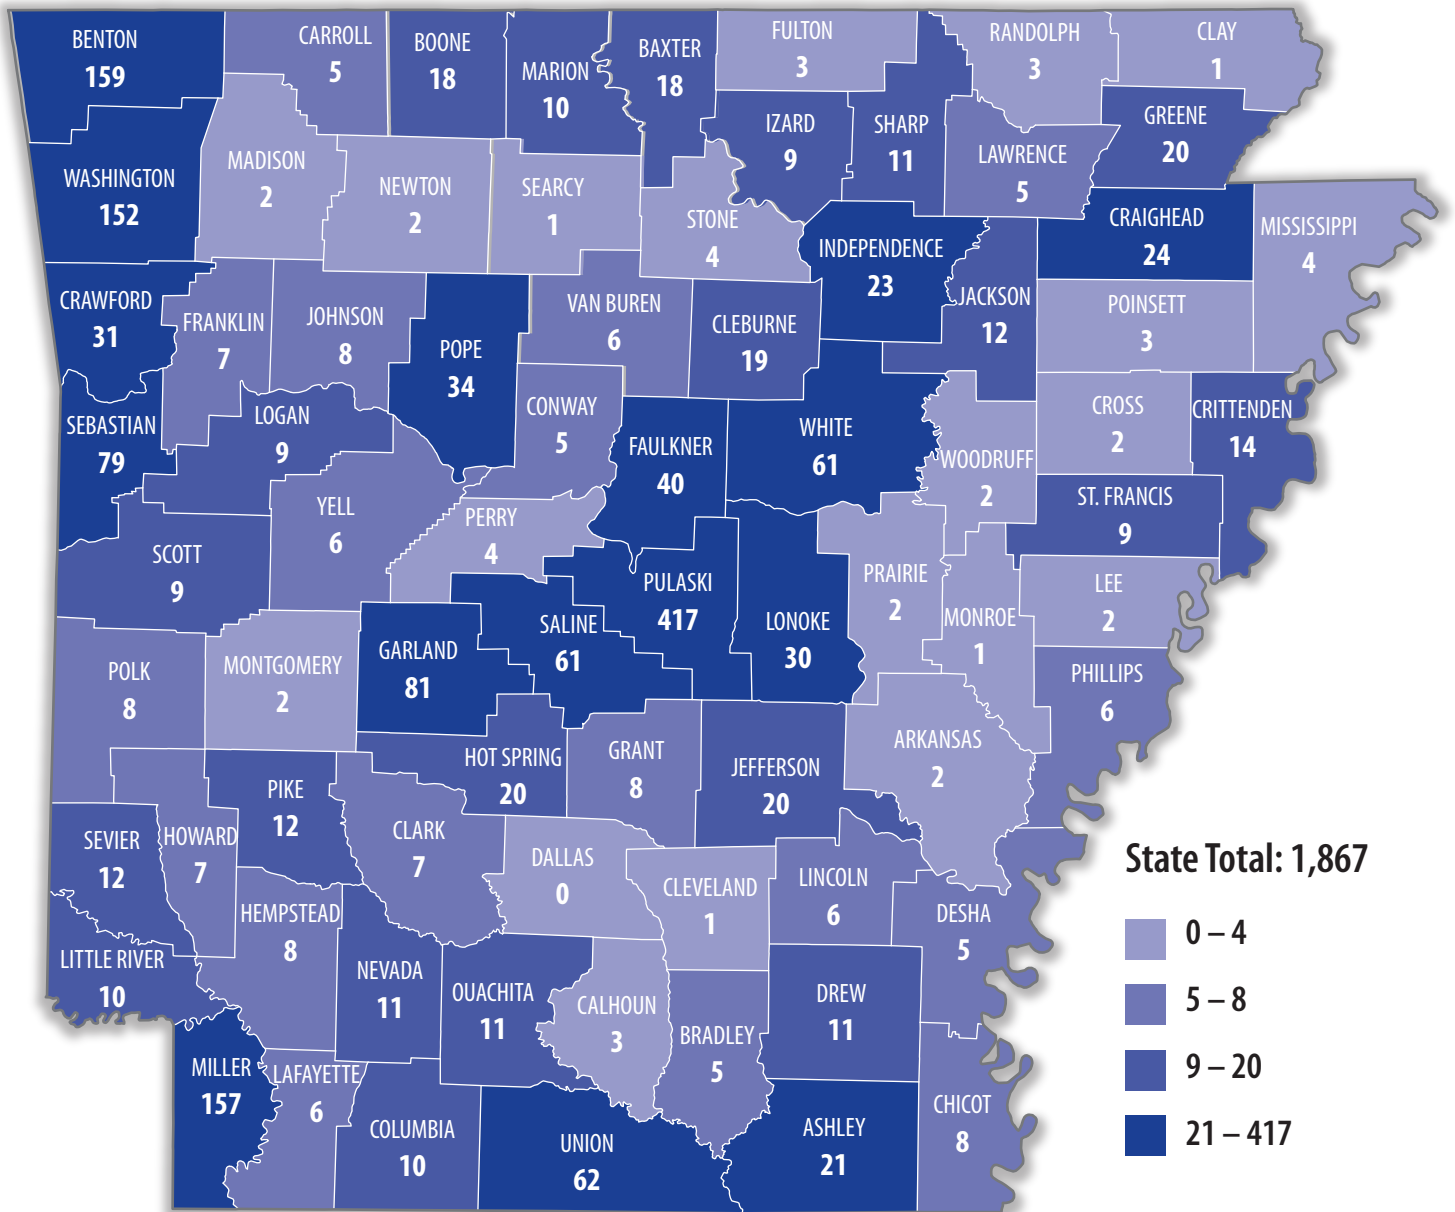 BENTON
159
CARROLL
5
BOONE
18
MARION
10
BAXTER
18
FULTON
3
RANDOLPH
3
CLAY
1
IZARD
9
SHARP
11
LAWRENCE
5
GREENE
20
WASHINGTON
152
MADISON
2
NEWTON
2
SEARCY
1
STONE
4
INDEPENDENCE
23
CRAIGHEAD
24
MISSISSIPPI
4
CRAWFORD
31
FRANKLIN
7
JOHNSON
8
POPE
34
VAN BUREN
6
CLEBURNE
19
JACKSON
12
POINSETT
3
SEBASTIAN
79
LOGAN
9
CONWAY
5
FAULKNER
40
WHITE
61
WOODRUFF
2
CROSS
2
CRITTENDEN
14
ST. FRANCIS
9
SCOTT
9
YELL
6
PERRY
4
PULASKI
417
LONOKE
30
PRAIRIE
2
MONROE
1
LEE
2
PHILLIPS
6
POLK
8
MONTGOMERY
2
GARLAND
81
SALINE
61
HOT SPRING
20
GRANT
8
JEFFERSON
20
ARKANSAS
2
SEVIER
12
HOWARD
7
PIKE
12
CLARK
7
DALLAS
0
CLEVELAND
1
LINCOLN
6
DESHA
5
LITTLE RIVER
10
HEMPSTEAD
8
NEVADA
11
OUACHITA
11
CALHOUN
3
BRADLEY
5
DREW
11
MILLER
157
LAFAYETTE
6
COLUMBIA
10
UNION
62
ASHLEY
21
CHICOT
8
State Total: 1,867
0 – 4
5 – 8
9 – 20
21 – 417